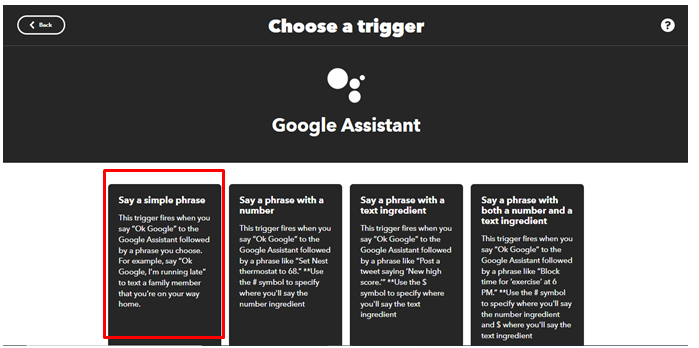 Back
Choose a trigger
?
Google Assistant
Say a simple phrase
This trigger fires when you
say “Ok Google” to the
Google Assistant followed
by a phrase you choose.
For example, say “Ok
Google, I’m running late”
to text a family member
that you’re on your way
home.
Say a phrase with a
number
This trigger fires when you
say “Ok Google” to the
Google Assistant followed
by a phrase like “Set Nest
thermostat to 68.” **Use
the # symbol to specify
where you’ll say the
number ingredient
Say a phrase with a
text ingredient
This trigger fires when you
say “Ok Google” to the
Google Assistant followed
by a phrase like “Post a
tweet saying ‘New high
score.’” **Use the $
symbol to specify where
you’ll say the text
ingredient
Say a phrase with
both a number and a
text ingredient
This trigger fires when you
say “Ok Google” to the
Google Assistant followed
by a phrase like “Block
time for ‘exercise’ at 6
PM.” **Use the # symbol
to specify where you’ll say
the number ingredient
and $ where you’ll say the
text ingredient